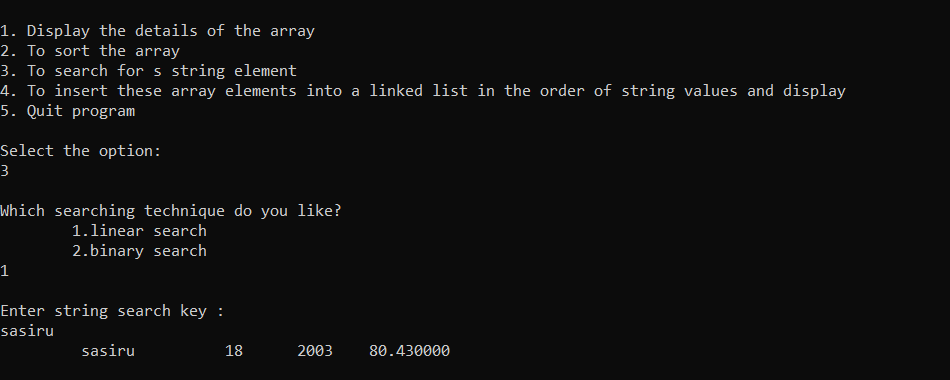 1. Display the details of the array
2. To sort the array
3. To search for s string element
4. To insert these array elements into a linked list in the order of string values and display
5. Quit program
Select the option:
3
Which searching technique do you like?
1.linear search
2.binary search
1
Enter string search key :
sasiru
sasiru 18 2003 80.430000